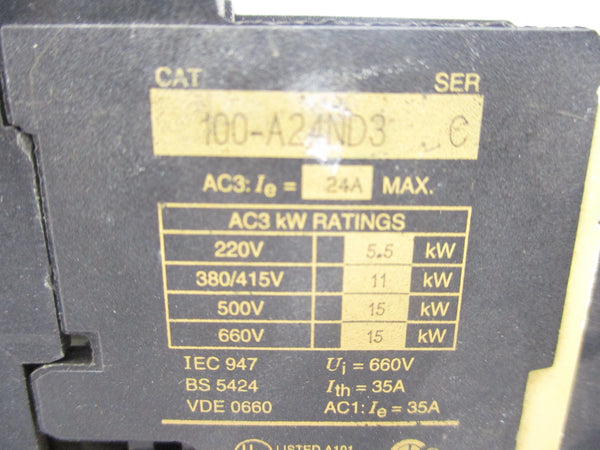 CAT SER
100-A24ND3 C
AC3: Ie = 24A MAX.
AC3 kW RATINGS
220V 5.5 kW
380/415V 11 kW
500V 15 kW
660V 15 kW
IEC 947 Ui = 660V
BS 5424 Ith = 35A
VDE 0660 AC1: Ie = 35A
LISTED A101